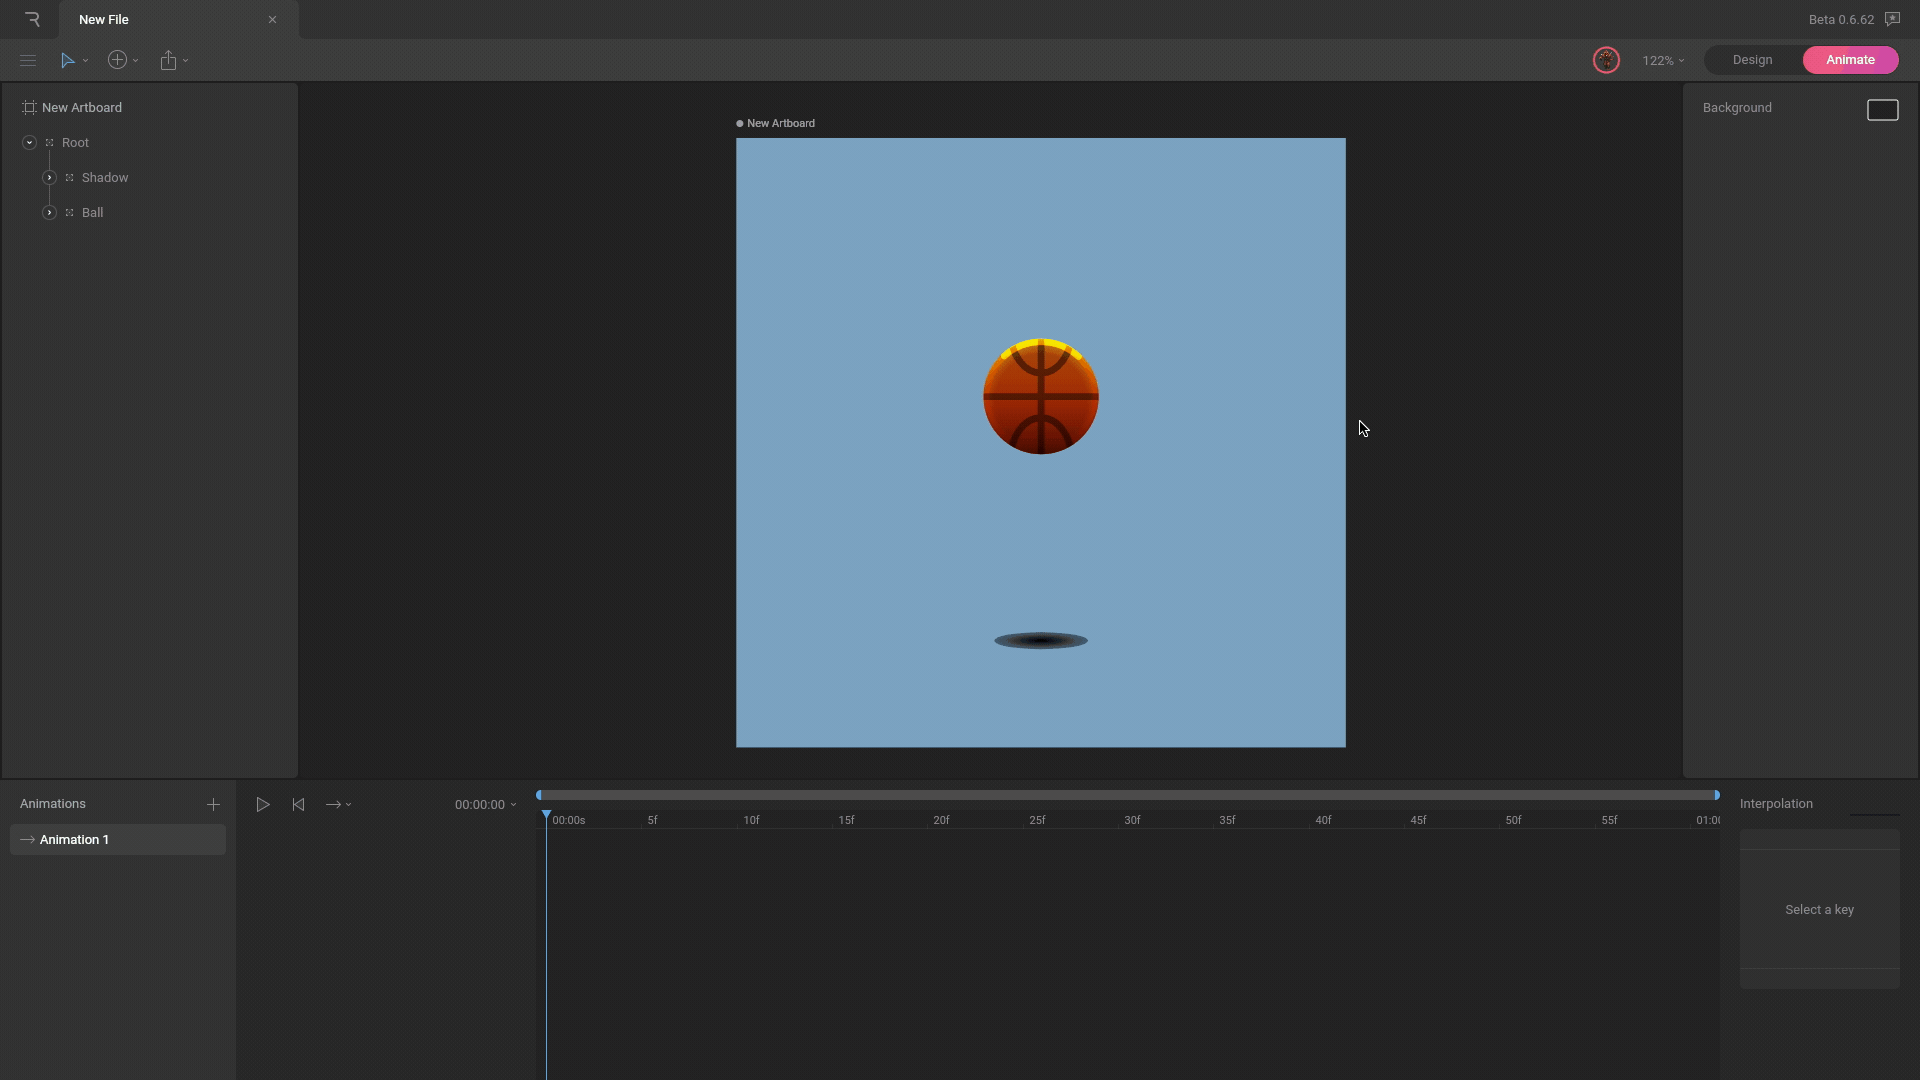 New File
Beta 0.6.62
122%
Design
Animate
New Artboard
Root
Shadow
Ball
New Artboard
Background
Animations
Animation 1
00:00:00
00:00s 5f 10f 15f 20f 25f 30f 35f 40f 45f 50f 55f 01:00
Interpolation
Select a key